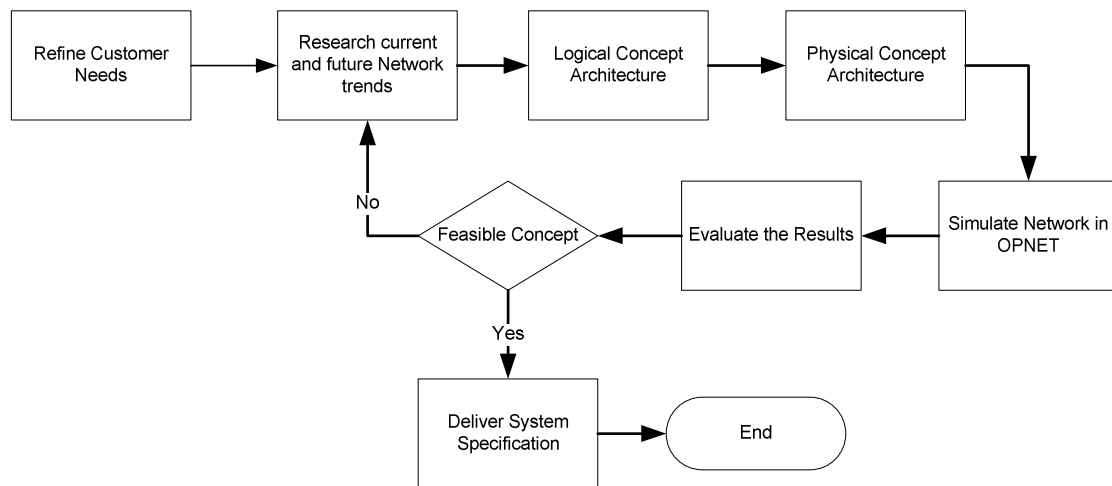 Refine Customer
Needs
Research current
and future Network
trends
Logical Concept
Architecture
Physical Concept
Architecture
No
Feasible Concept
Evaluate the Results
Simulate Network in
OPNET
Yes
Deliver System
Specification
End